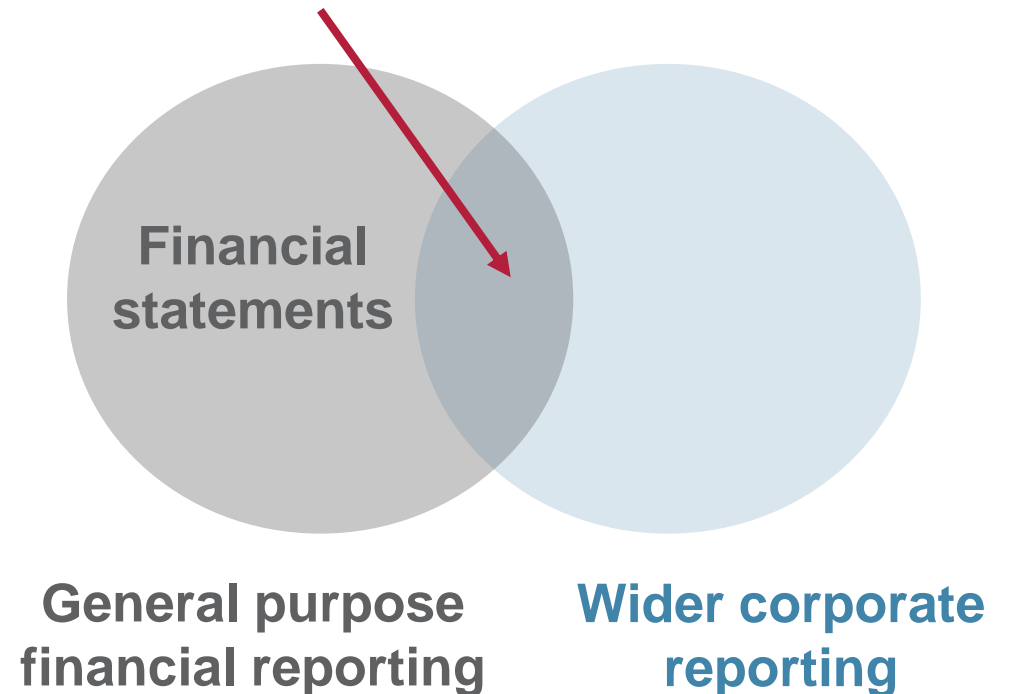 Financial
statements
General purpose
financial reporting
Wider corporate
reporting